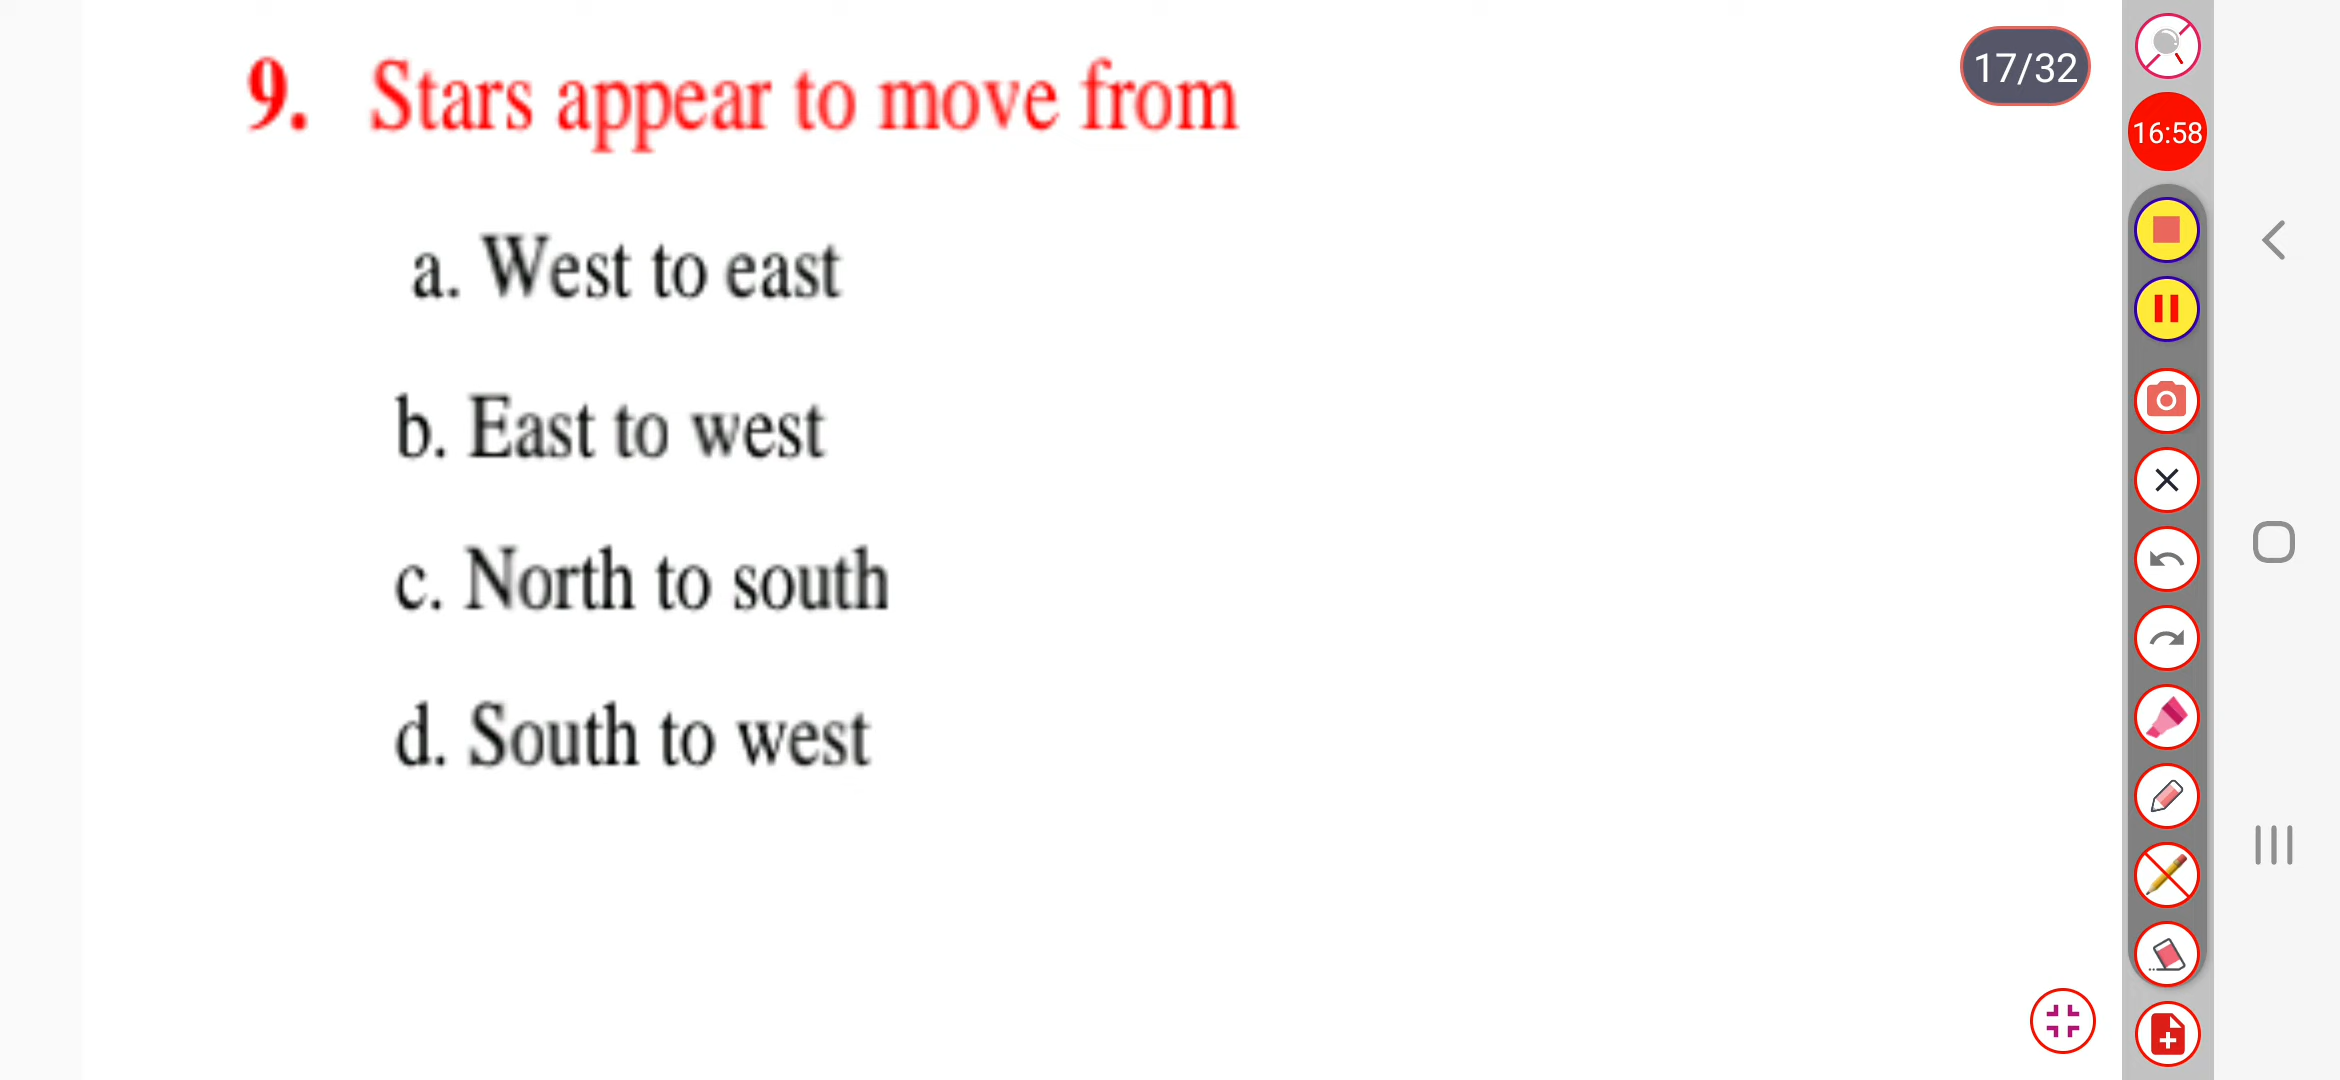 9. Stars appear to move from
17/32
16:58
a. West to east
b. East to west
c. North to south
d. South to west